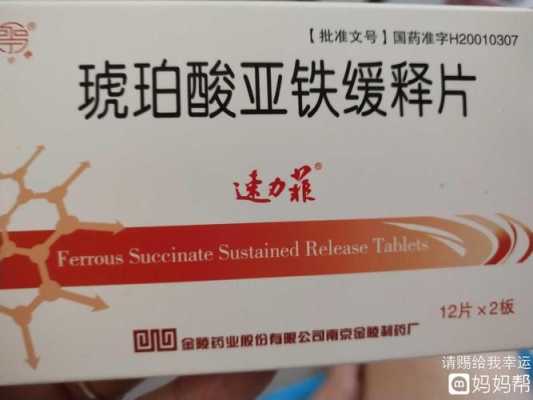 【批准文号】国药准字H20010307
琥珀酸亚铁缓释片
速力菲®
Ferrous Succinate Sustained Release Tablets
12片×2板
金陵药业股份有限公司南京金陵制药厂
请赐给我幸运
妈妈帮